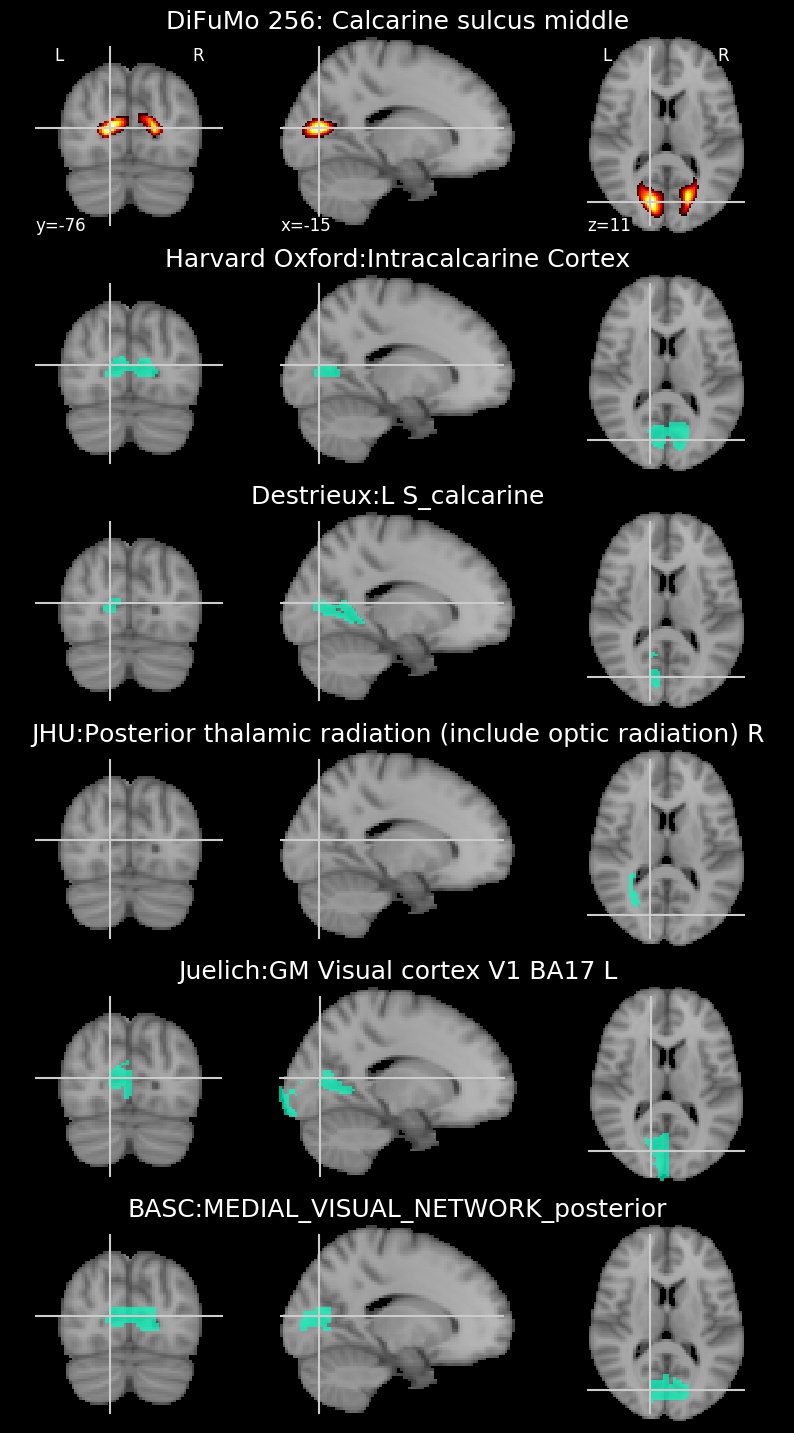 DiFuMo 256: Calcarine sulcus middle
L R L R
y=-76 x=-15 z=11
Harvard Oxford:Intracalcarine Cortex
Destrieux:L S_calcarine
JHU:Posterior thalamic radiation (include optic radiation) R
Juelich:GM Visual cortex V1 BA17 L
BASC:MEDIAL_VISUAL_NETWORK_posterior